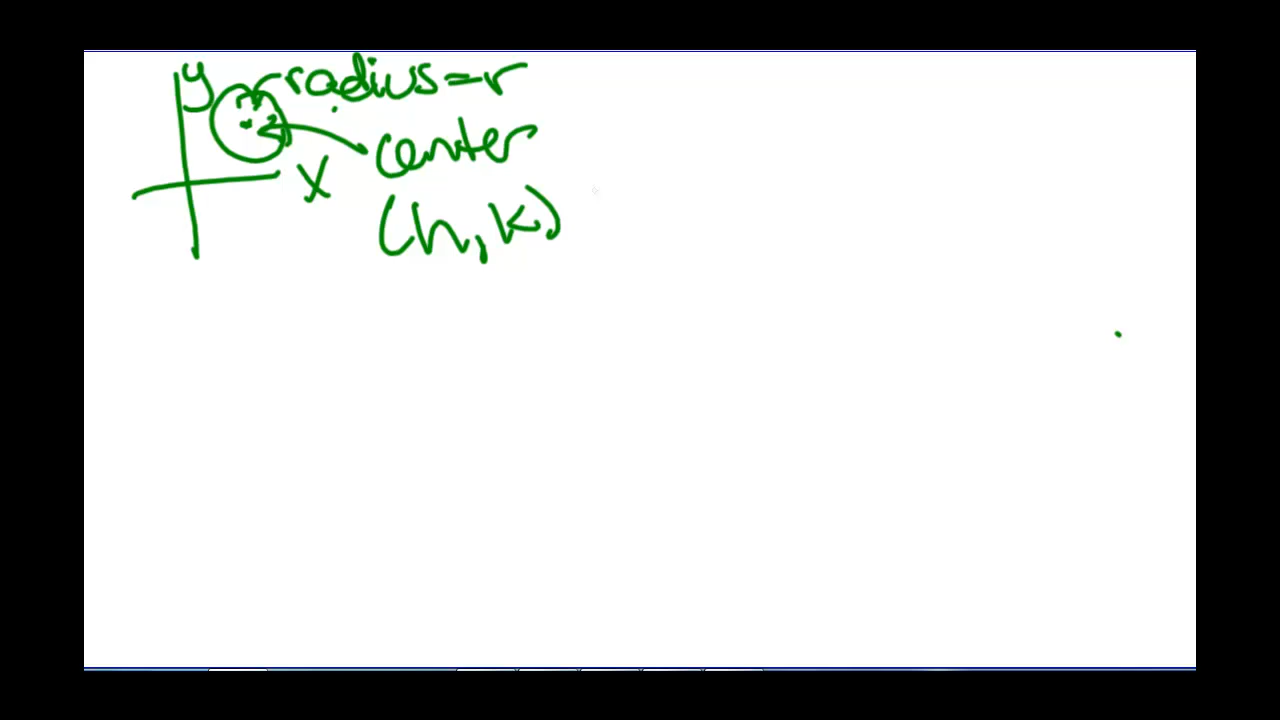 y radius=r
center
x
(h,k)